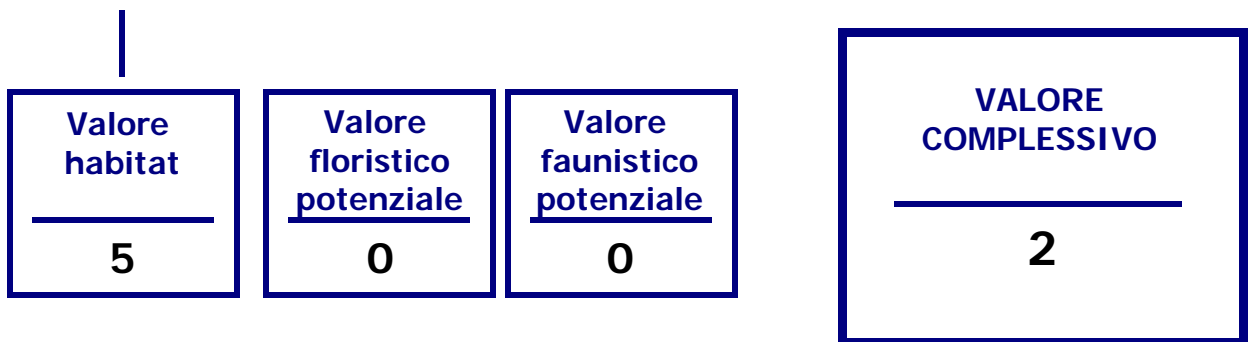 Valore
habitat
5
Valore
floristico
potenziale
0
Valore
faunistico
potenziale
0
VALORE
COMPLESSIVO
2